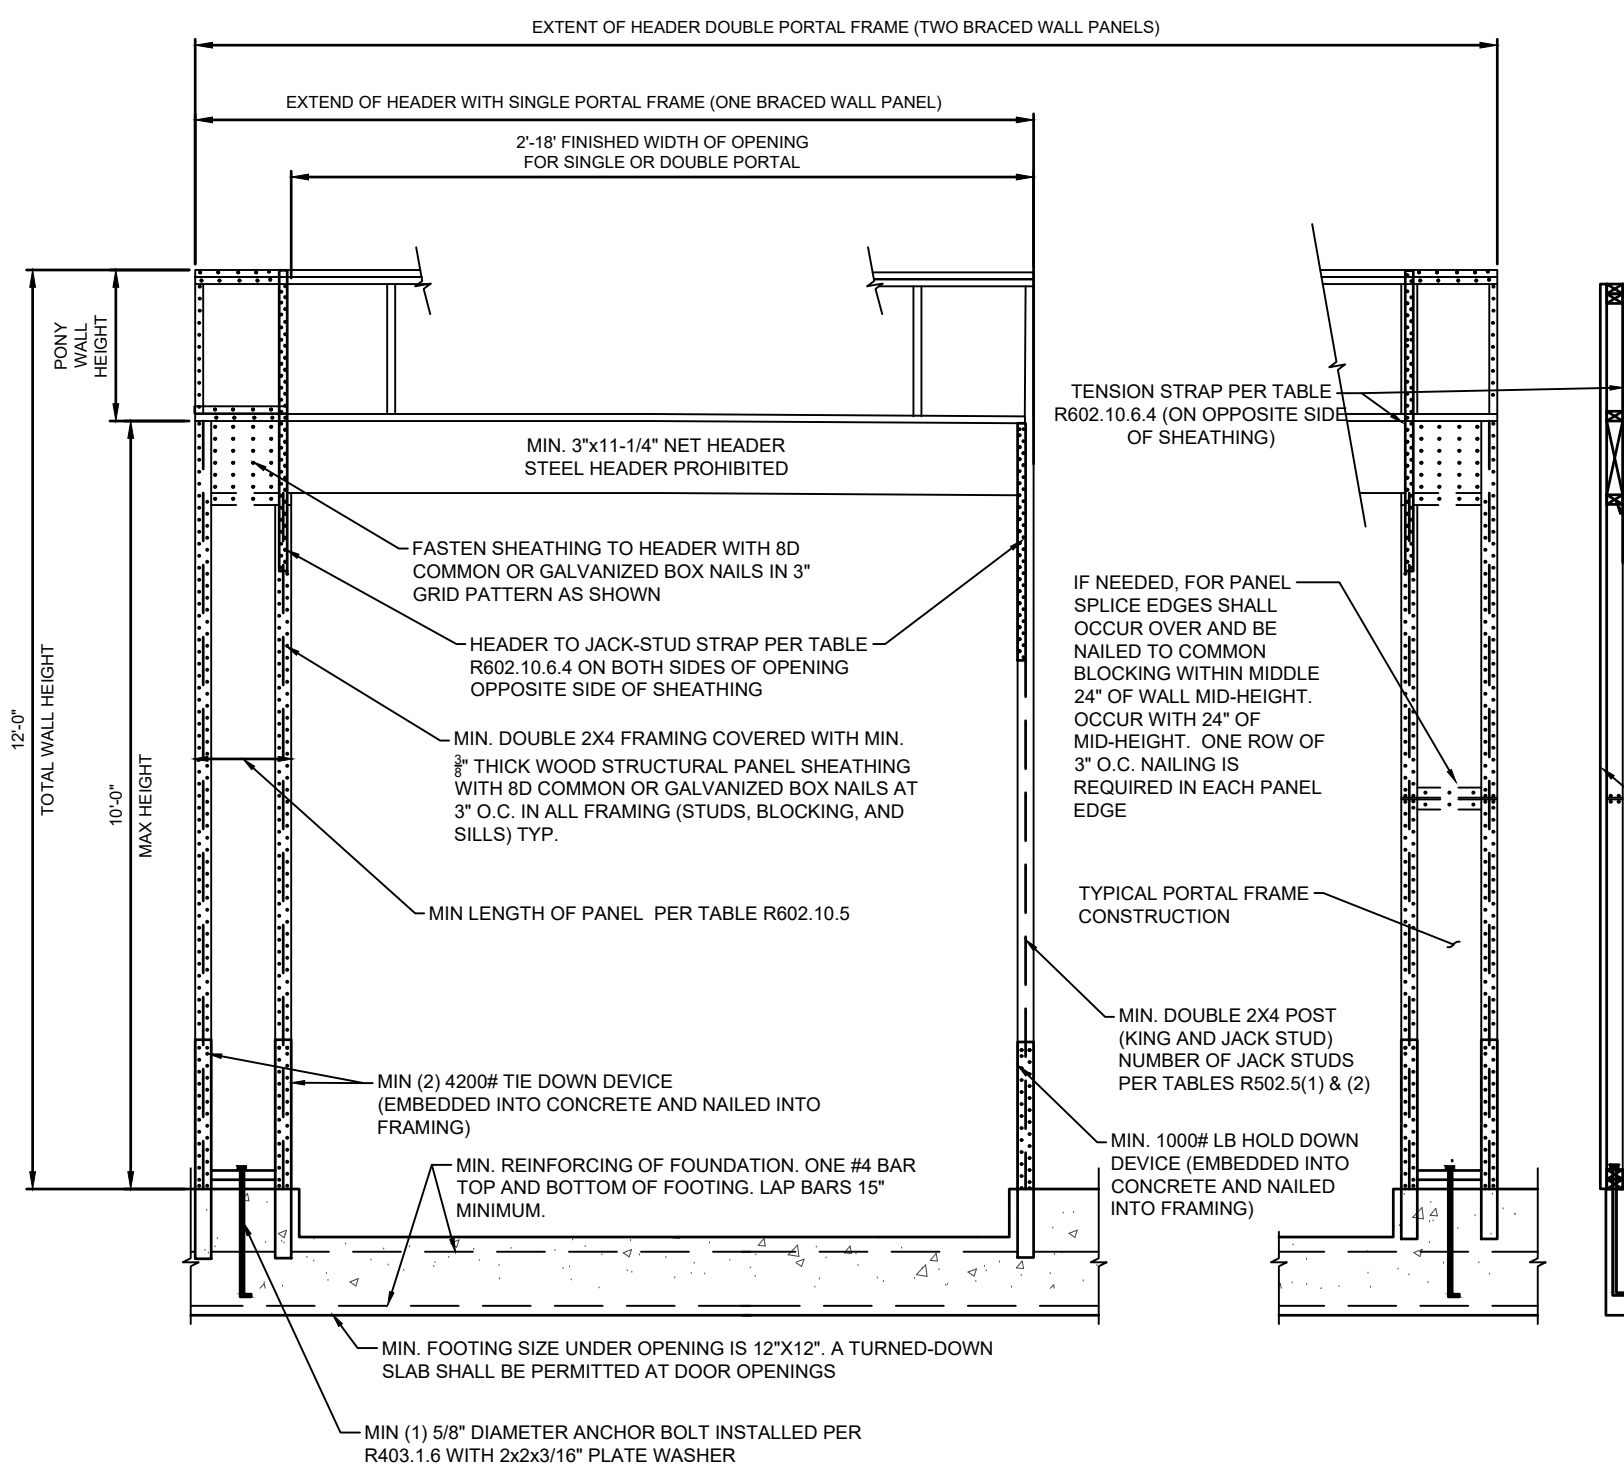 EXTENT OF HEADER DOUBLE PORTAL FRAME (TWO BRACED WALL PANELS)
EXTEND OF HEADER WITH SINGLE PORTAL FRAME (ONE BRACED WALL PANEL)
2'-18' FINISHED WIDTH OF OPENING
FOR SINGLE OR DOUBLE PORTAL
PONY
WALL
HEIGHT
12'-0"
TOTAL WALL HEIGHT
10'-0"
MAX HEIGHT
MIN. 3"x11-1/4" NET HEADER
STEEL HEADER PROHIBITED
TENSION STRAP PER TABLE
R602.10.6.4 (ON OPPOSITE SIDE
OF SHEATHING)
FASTEN SHEATHING TO HEADER WITH 8D
COMMON OR GALVANIZED BOX NAILS IN 3"
GRID PATTERN AS SHOWN
HEADER TO JACK-STUD STRAP PER TABLE
R602.10.6.4 ON BOTH SIDES OF OPENING
OPPOSITE SIDE OF SHEATHING
IF NEEDED, FOR PANEL
SPLICE EDGES SHALL
OCCUR OVER AND BE
NAILED TO COMMON
BLOCKING WITHIN MIDDLE
24" OF WALL MID-HEIGHT.
OCCUR WITH 24" OF
MID-HEIGHT. ONE ROW OF
3" O.C. NAILING IS
REQUIRED IN EACH PANEL
EDGE
MIN. DOUBLE 2X4 FRAMING COVERED WITH MIN.
3/8" THICK WOOD STRUCTURAL PANEL SHEATHING
WITH 8D COMMON OR GALVANIZED BOX NAILS AT
3" O.C. IN ALL FRAMING (STUDS, BLOCKING, AND
SILLS) TYP.
MIN LENGTH OF PANEL PER TABLE R602.10.5
TYPICAL PORTAL FRAME
CONSTRUCTION
MIN. DOUBLE 2X4 POST
(KING AND JACK STUD)
NUMBER OF JACK STUDS
PER TABLES R502.5(1) & (2)
MIN (2) 4200# TIE DOWN DEVICE
(EMBEDDED INTO CONCRETE AND NAILED INTO
FRAMING)
MIN. 1000# LB HOLD DOWN
DEVICE (EMBEDDED INTO
CONCRETE AND NAILED
INTO FRAMING)
MIN. REINFORCING OF FOUNDATION. ONE #4 BAR
TOP AND BOTTOM OF FOOTING. LAP BARS 15"
MINIMUM.
MIN. FOOTING SIZE UNDER OPENING IS 12"X12". A TURNED-DOWN
SLAB SHALL BE PERMITTED AT DOOR OPENINGS
MIN (1) 5/8" DIAMETER ANCHOR BOLT INSTALLED PER
R403.1.6 WITH 2x2x3/16" PLATE WASHER